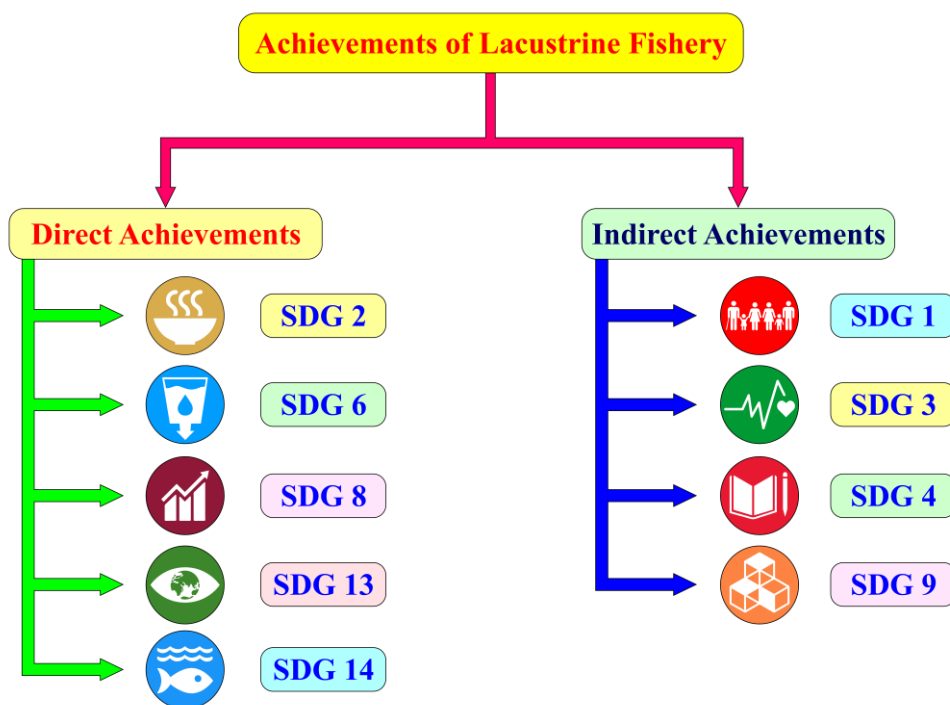 Achievements of Lacustrine Fishery
Direct Achievements
SDG 2
SDG 6
SDG 8
SDG 13
SDG 14
Indirect Achievements
SDG 1
SDG 3
SDG 4
SDG 9